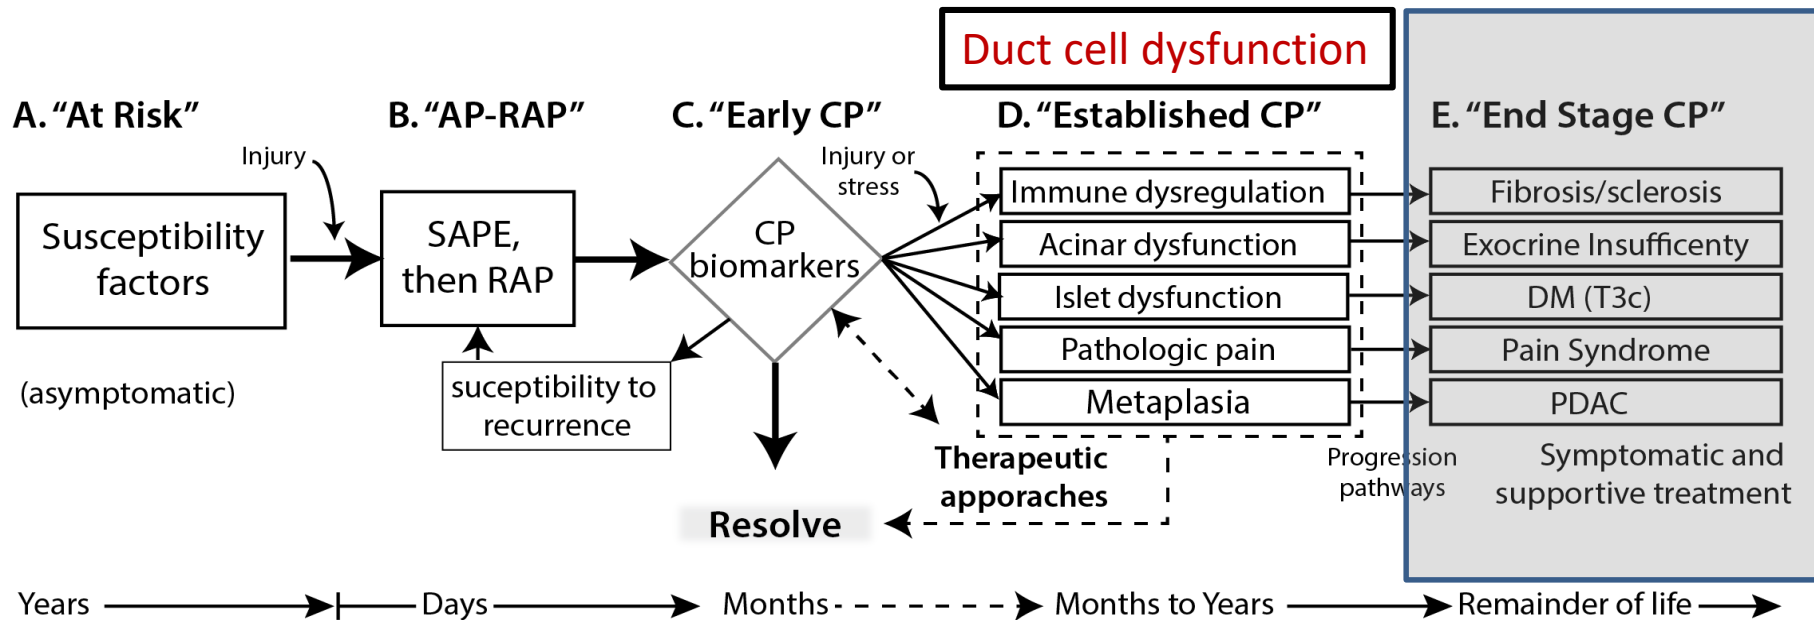 Duct cell dysfunction
A. “At Risk”
B. “AP-RAP”
C. “Early CP”
D. “Established CP”
E. “End Stage CP”
Injury
Injury or
stress
Susceptibility
factors
SAPE,
then RAP
CP
biomarkers
Immune dysregulation
Acinar dysfunction
Islet dysfunction
Pathologic pain
Metaplasia
Fibrosis/sclerosis
Exocrine Insufficenty
DM (T3c)
Pain Syndrome
PDAC
(asymptomatic)
suceptibility to
recurrence
Therapeutic
apporaches
Progression
pathways
Symptomatic and
supportive treatment
Resolve
Years
Days
Months
Months to Years
Remainder of life